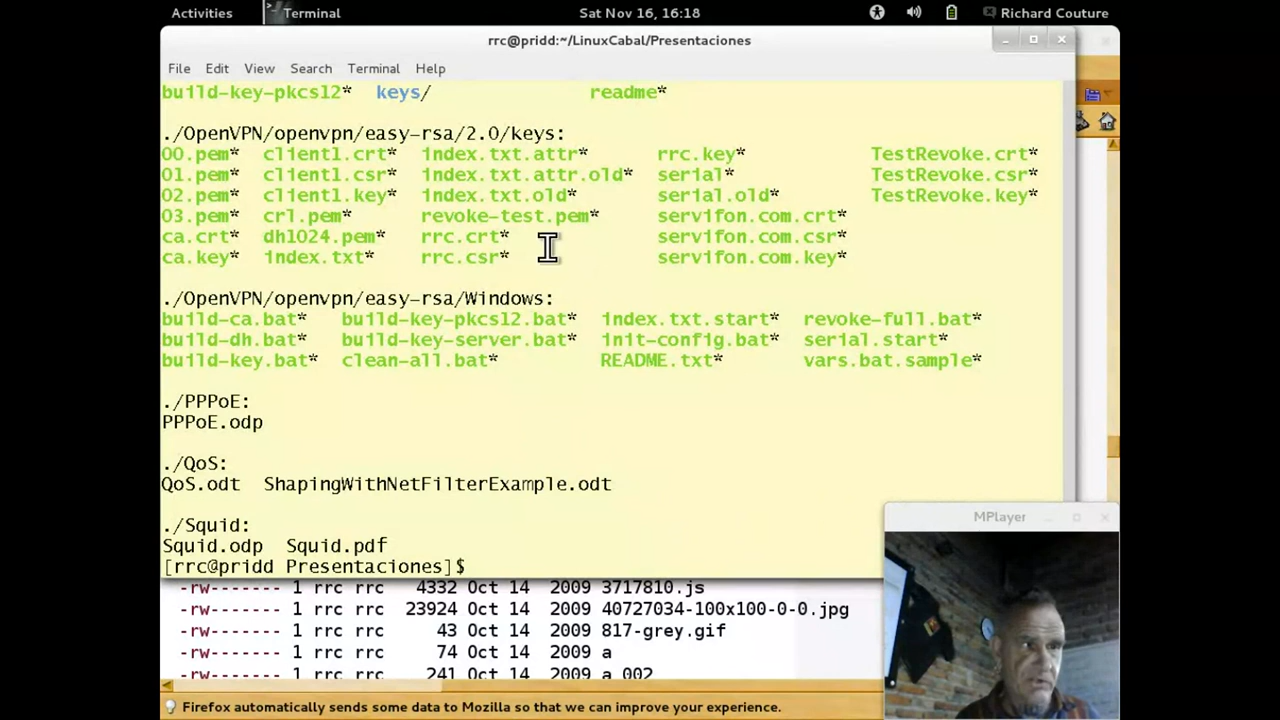 Activities Terminal Sat Nov 16, 16:18 Richard Couture
rrc@pridd:~/LinuxCabal/Presentaciones
File Edit View Search Terminal Help
build-key-pkcs12* keys/ readme*
./OpenVPN/openvpn/easy-rsa/2.0/keys:
00.pem* client1.crt* index.txt.attr* rrc.key* TestRevoke.crt*
01.pem* client1.csr* index.txt.attr.old* serial* TestRevoke.csr*
02.pem* client1.key* index.txt.old* serial.old* TestRevoke.key*
03.pem* crl.pem* revoke-test.pem* servifon.com.crt*
ca.crt* dh1024.pem* rrc.crt* servifon.com.csr*
ca.key* index.txt* rrc.csr* servifon.com.key*
./OpenVPN/openvpn/easy-rsa/Windows:
build-ca.bat* build-key-pkcs12.bat* index.txt.start* revoke-full.bat*
build-dh.bat* build-key-server.bat* init-config.bat* serial.start*
build-key.bat* clean-all.bat* README.txt* vars.bat.sample*
./PPPoE:
PPPoE.odp
./QoS:
QoS.odt ShapingWithNetFilterExample.odt
./Squid:
Squid.odp Squid.pdf
[rrc@pridd Presentaciones]$
MPlayer
-rw------- 1 rrc rrc 4332 Oct 14 2009 3717810.js
-rw------- 1 rrc rrc 23924 Oct 14 2009 40727034-100x100-0-0.jpg
-rw------- 1 rrc rrc 43 Oct 14 2009 817-grey.gif
-rw------- 1 rrc rrc 74 Oct 14 2009 a
-rw------- 1 rrc rrc 241 Oct 14 2009 a_002
Firefox automatically sends some data to Mozilla so that we can improve your experience.